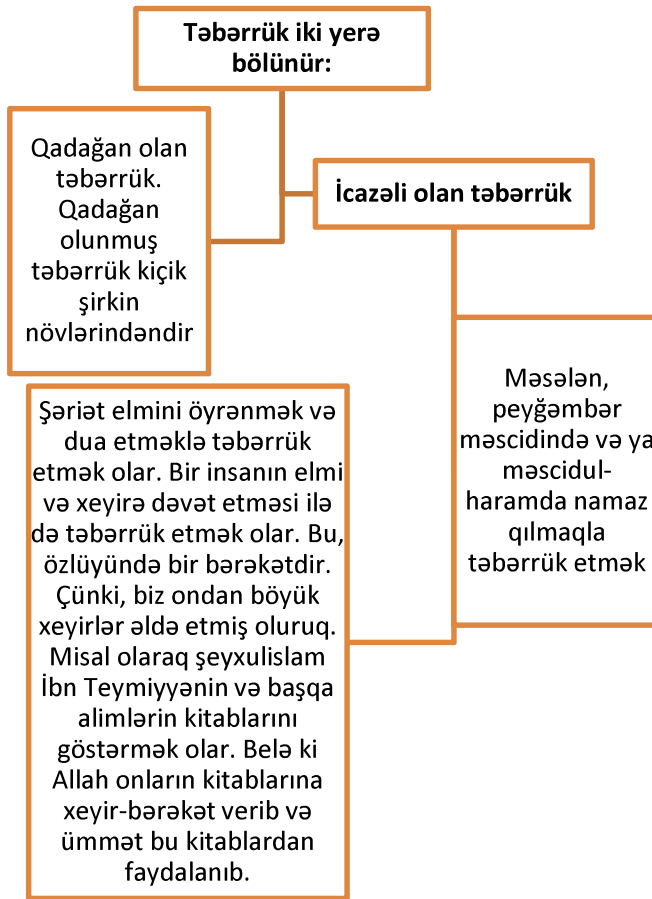 Təbərrük iki yerə
bölünür:
Qadağan olan
təbərrük.
Qadağan
olunmuş
təbərrük kiçik
şirkin
növlərindəndir
İcazəli olan təbərrük
Məsələn,
peyğəmbər
məscidində və ya
məscidul-
haramda namaz
qılmaqla
təbərrük etmək
Şəriət elmini öyrənmək və
dua etməklə təbərrük
etmək olar. Bir insanın elmi
və xeyirə dəvət etməsi ilə
də təbərrük etmək olar. Bu,
özlüyündə bir bərəkətdir.
Çünki, biz ondan böyük
xeyirlər əldə etmiş oluruq.
Misal olaraq şeyxulislam
İbn Teymiyyənin və başqa
alimlərin kitablarını
göstərmək olar. Belə ki
Allah onların kitablarına
xeyir-bərəkət verib və
ümmət bu kitablardan
faydalanıb.